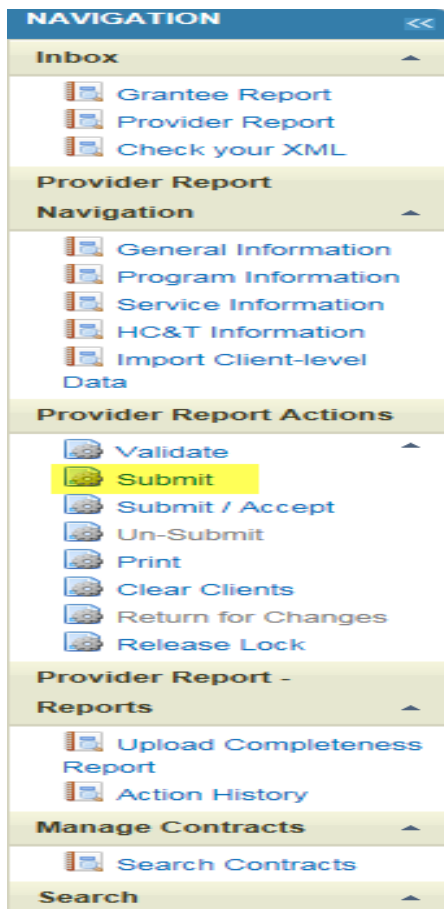 NAVIGATION <<
Inbox
Grantee Report
Provider Report
Check your XML
Provider Report
Navigation
General Information
Program Information
Service Information
HC&T Information
Import Client-level
Data
Provider Report Actions
Validate
Submit
Submit / Accept
Un-Submit
Print
Clear Clients
Return for Changes
Release Lock
Provider Report -
Reports
Upload Completeness
Report
Action History
Manage Contracts
Search Contracts
Search